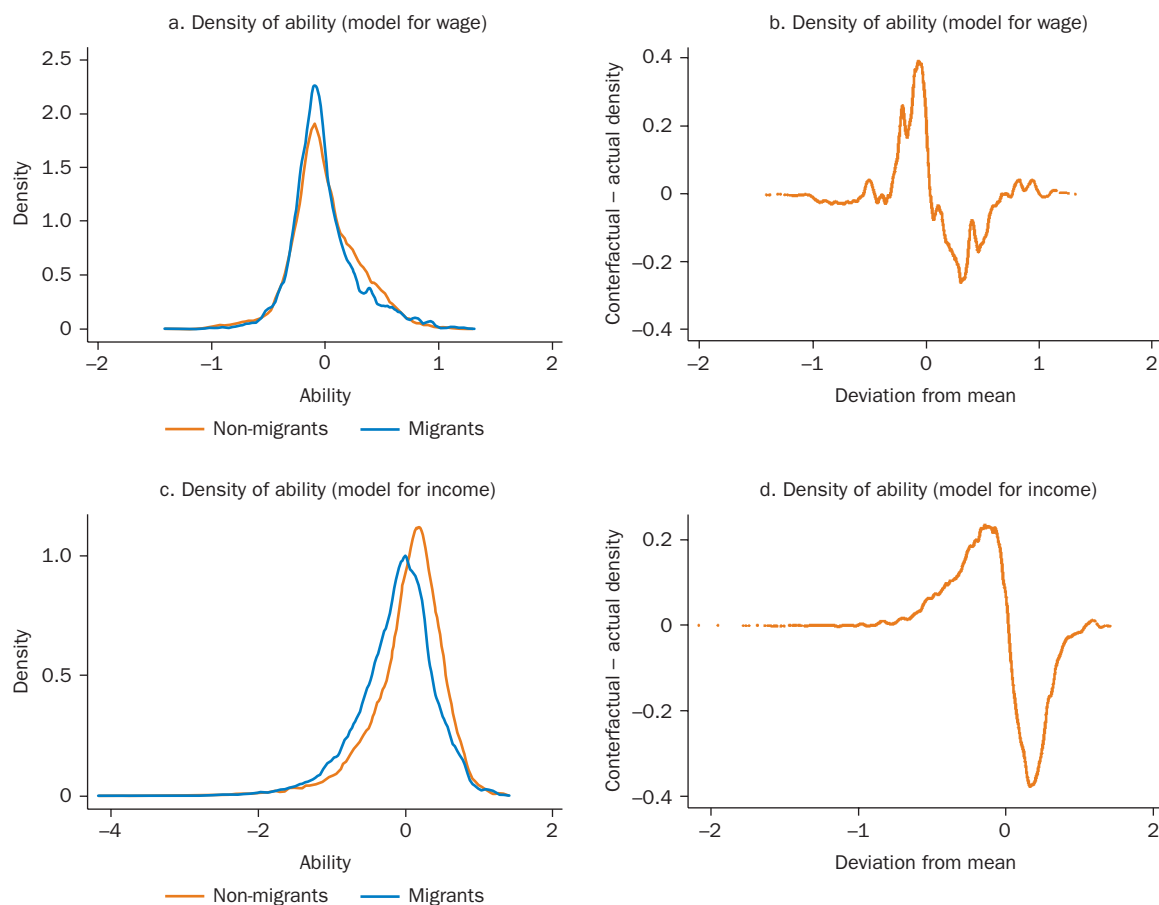 a. Density of ability (model for wage)
Density
2.5
2.0
1.5
1.0
0.5
0
–2
–1
0
1
2
Ability
Non-migrants
Migrants
b. Density of ability (model for wage)
Conterfactual – actual density
0.4
0.2
0
–0.2
–0.4
–2
–1
0
1
2
Deviation from mean
c. Density of ability (model for income)
Density
1.0
0.5
0
–4
–2
0
2
Ability
Non-migrants
Migrants
d. Density of ability (model for income)
Conterfactual – actual density
0.2
0
–0.2
–0.4
–2
–1
0
2
Deviation from mean